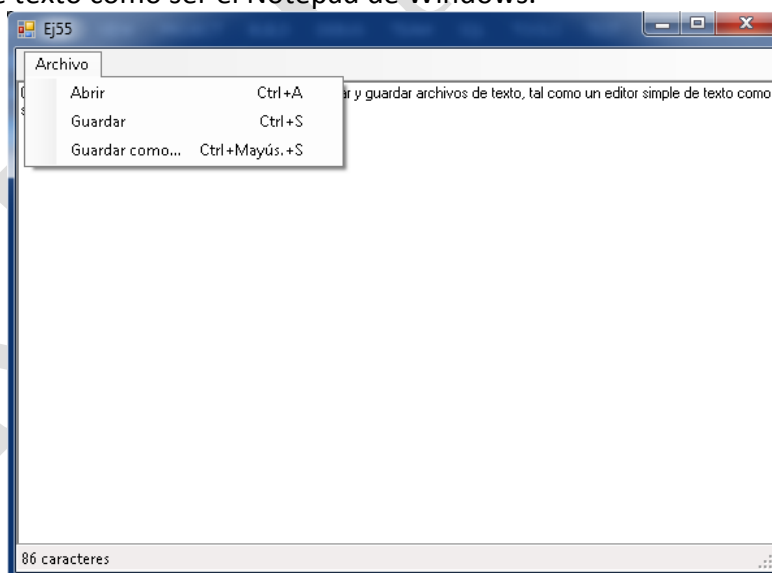 texto como ser el Notepad de Windows.
Ej55
Archivo
Abrir Ctrl+A
y guardar archivos de texto, tal como un editor simple de texto como
Guardar Ctrl+S
Guardar como... Ctrl+Mayús.+S
86 caracteres